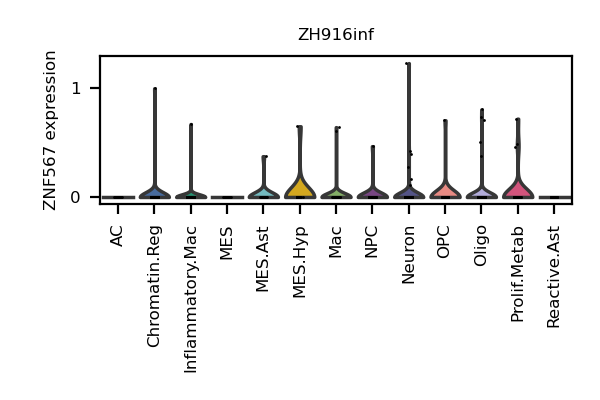 ZH916inf
ZNF567 expression
1
0
AC
Chromatin.Reg
Inflammatory.Mac
MES
MES.Ast
MES.Hyp
Mac
NPC
Neuron
OPC
Oligo
Prolif.Metab
Reactive.Ast